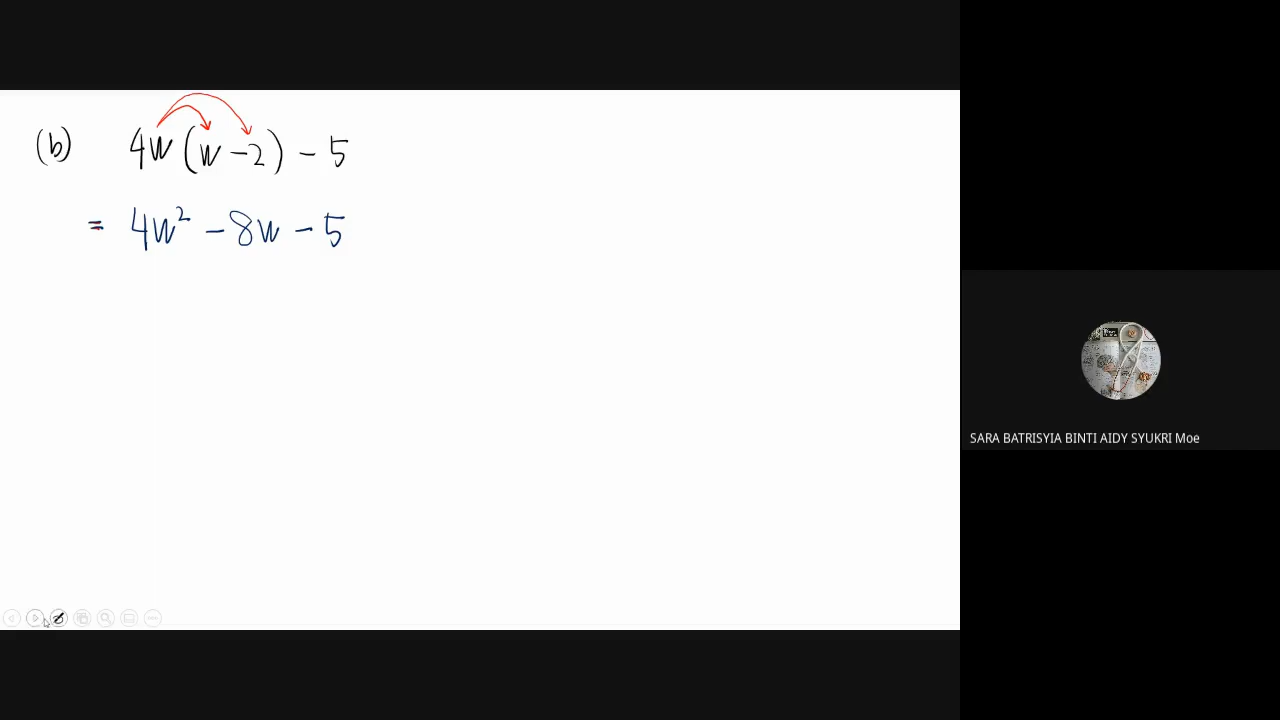 (b) 4w(w-2) - 5
= 4w² - 8w - 5
SARA BATRISYIA BINTI AIDY SYUKRI Moe